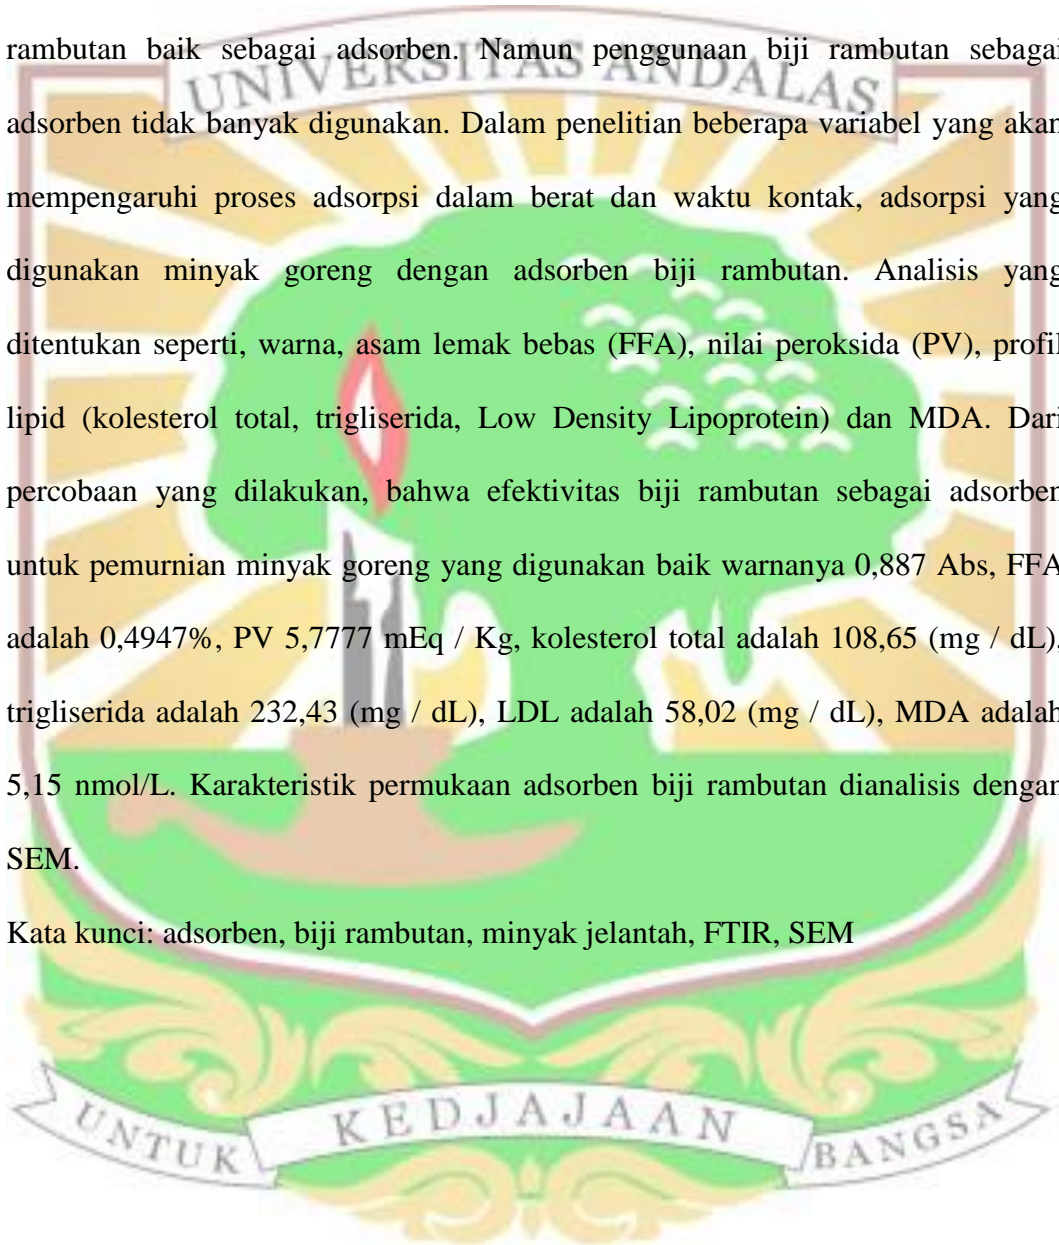 rambutan baik sebagai adsorben. Namun penggunaan biji rambutan sebagai
UNIVERSITAS ANDALAS
adsorben tidak banyak digunakan. Dalam penelitian beberapa variabel yang akan
mempengaruhi proses adsorpsi dalam berat dan waktu kontak, adsorpsi yang
digunakan minyak goreng dengan adsorben biji rambutan. Analisis yang
ditentukan seperti, warna, asam lemak bebas (FFA), nilai peroksida (PV), profil
lipid (kolesterol total, trigliserida, Low Density Lipoprotein) dan MDA. Dari
percobaan yang dilakukan, bahwa efektivitas biji rambutan sebagai adsorben
untuk pemurnian minyak goreng yang digunakan baik warnanya 0,887 Abs, FFA
adalah 0,4947%, PV 5,7777 mEq / Kg, kolesterol total adalah 108,65 (mg / dL),
trigliserida adalah 232,43 (mg / dL), LDL adalah 58,02 (mg / dL), MDA adalah
5,15 nmol/L. Karakteristik permukaan adsorben biji rambutan dianalisis dengan
SEM.
Kata kunci: adsorben, biji rambutan, minyak jelantah, FTIR, SEM
UNTUK KEDJAJAAN BANGSA